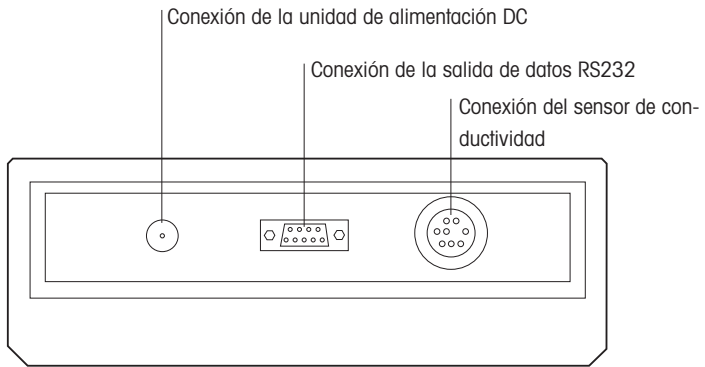 Conexión de la unidad de alimentación DC
Conexión de la salida de datos RS232
Conexión del sensor de con-
ductividad